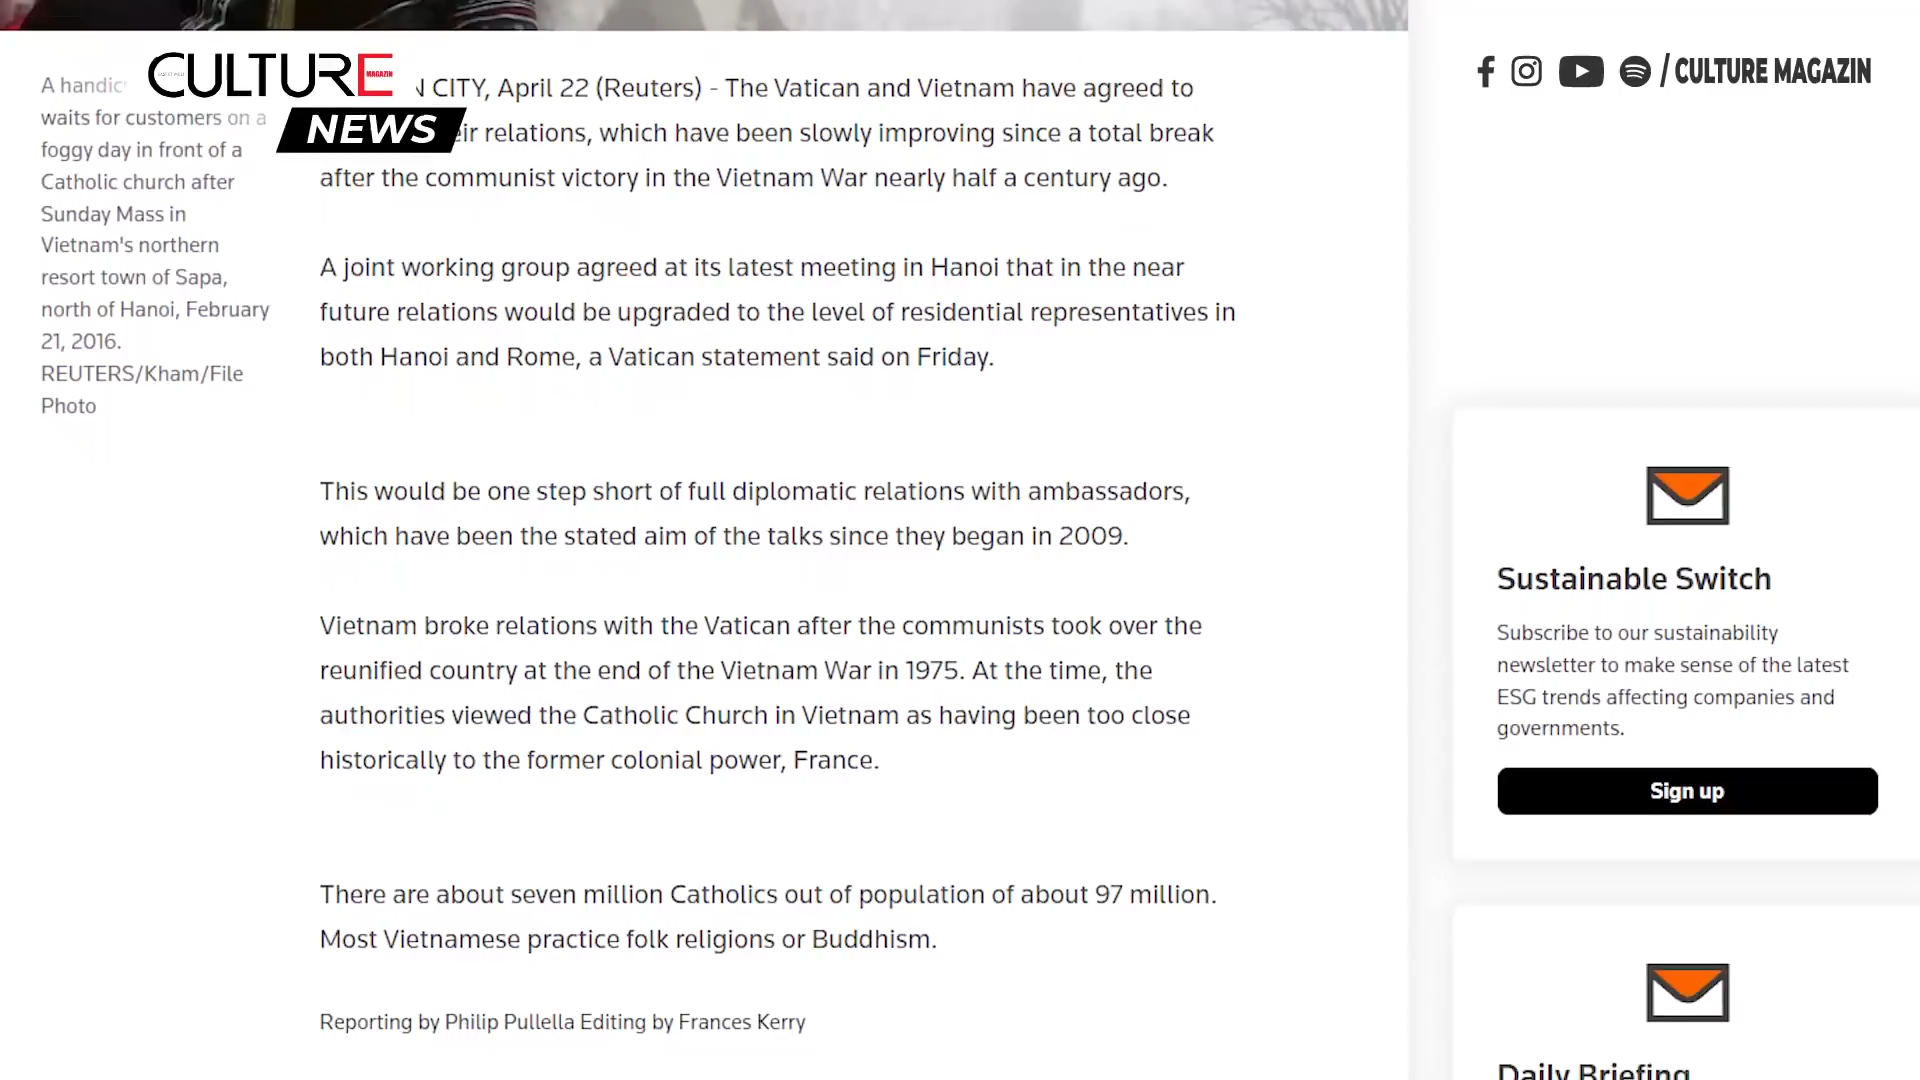 CULTURE
MAGAZIN
NEWS
/ CULTURE MAGAZIN
A handic
waits for customers on a
foggy day in front of a
Catholic church after
Sunday Mass in
Vietnam's northern
resort town of Sapa,
north of Hanoi, February
21, 2016.
REUTERS/Kham/File
Photo
N CITY, April 22 (Reuters) - The Vatican and Vietnam have agreed to
eir relations, which have been slowly improving since a total break
after the communist victory in the Vietnam War nearly half a century ago.
A joint working group agreed at its latest meeting in Hanoi that in the near
future relations would be upgraded to the level of residential representatives in
both Hanoi and Rome, a Vatican statement said on Friday.
This would be one step short of full diplomatic relations with ambassadors,
which have been the stated aim of the talks since they began in 2009.
Vietnam broke relations with the Vatican after the communists took over the
reunified country at the end of the Vietnam War in 1975. At the time, the
authorities viewed the Catholic Church in Vietnam as having been too close
historically to the former colonial power, France.
There are about seven million Catholics out of population of about 97 million.
Most Vietnamese practice folk religions or Buddhism.
Reporting by Philip Pullella Editing by Frances Kerry
Sustainable Switch
Subscribe to our sustainability
newsletter to make sense of the latest
ESG trends affecting companies and
governments.
Sign up
Daily Briefing